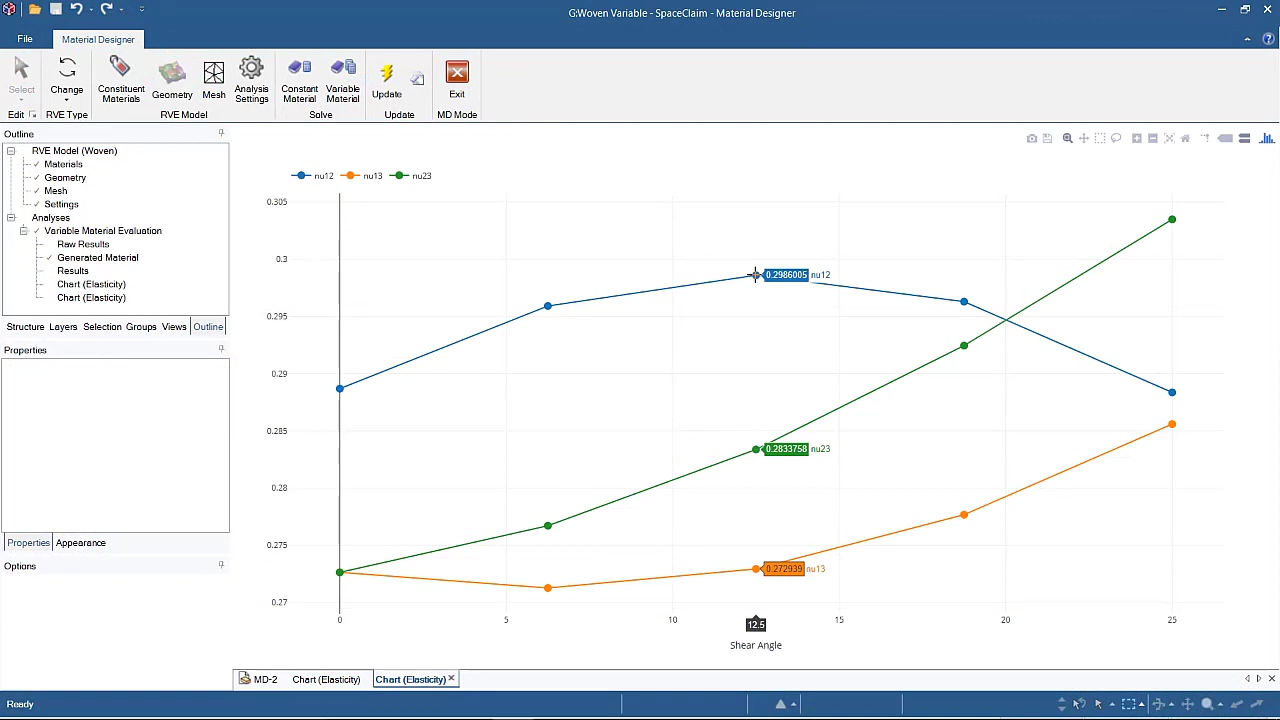 G:Woven Variable - SpaceClaim - Material Designer
File
Material Designer
Select
Change
Constituent Materials
Geometry
Mesh
Analysis Settings
Constant Material
Variable Material
Update
Exit
Edit
RVE Type
RVE Model
Solve
Update
MD Mode
Outline
RVE Model (Woven)
Materials
Geometry
Mesh
Settings
Analyses
Variable Material Evaluation
Raw Results
Generated Material
Results
Chart (Elasticity)
Chart (Elasticity)
Structure Layers Selection Groups Views Outline
Properties
Properties Appearance
Options
nu12 nu13 nu23
0.305
0.3
0.2986005 nu12
0.295
0.29
0.285
0.2833758 nu23
0.28
0.275
0.272939 nu13
0.27
0 5 10 12.5 15 20 25
Shear Angle
MD-2 Chart (Elasticity) Chart (Elasticity)
Ready